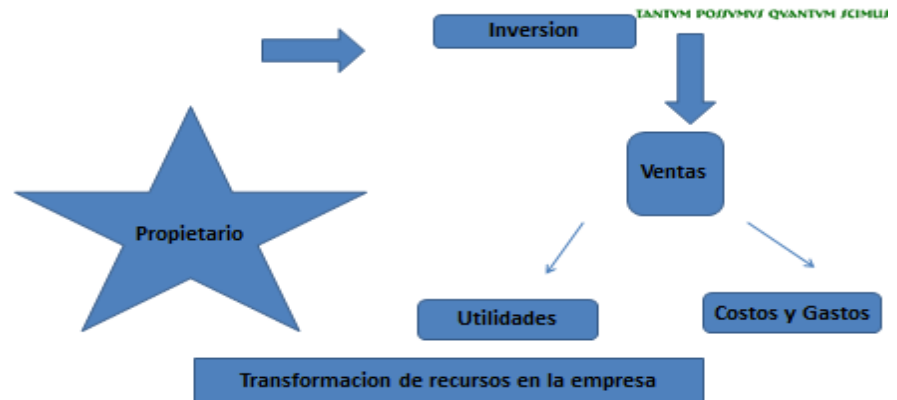 TANTVM POSSVMVS QVANTVM SCIMUS
Inversion
Ventas
Propietario
Utilidades
Costos y Gastos
Transformacion de recursos en la empresa